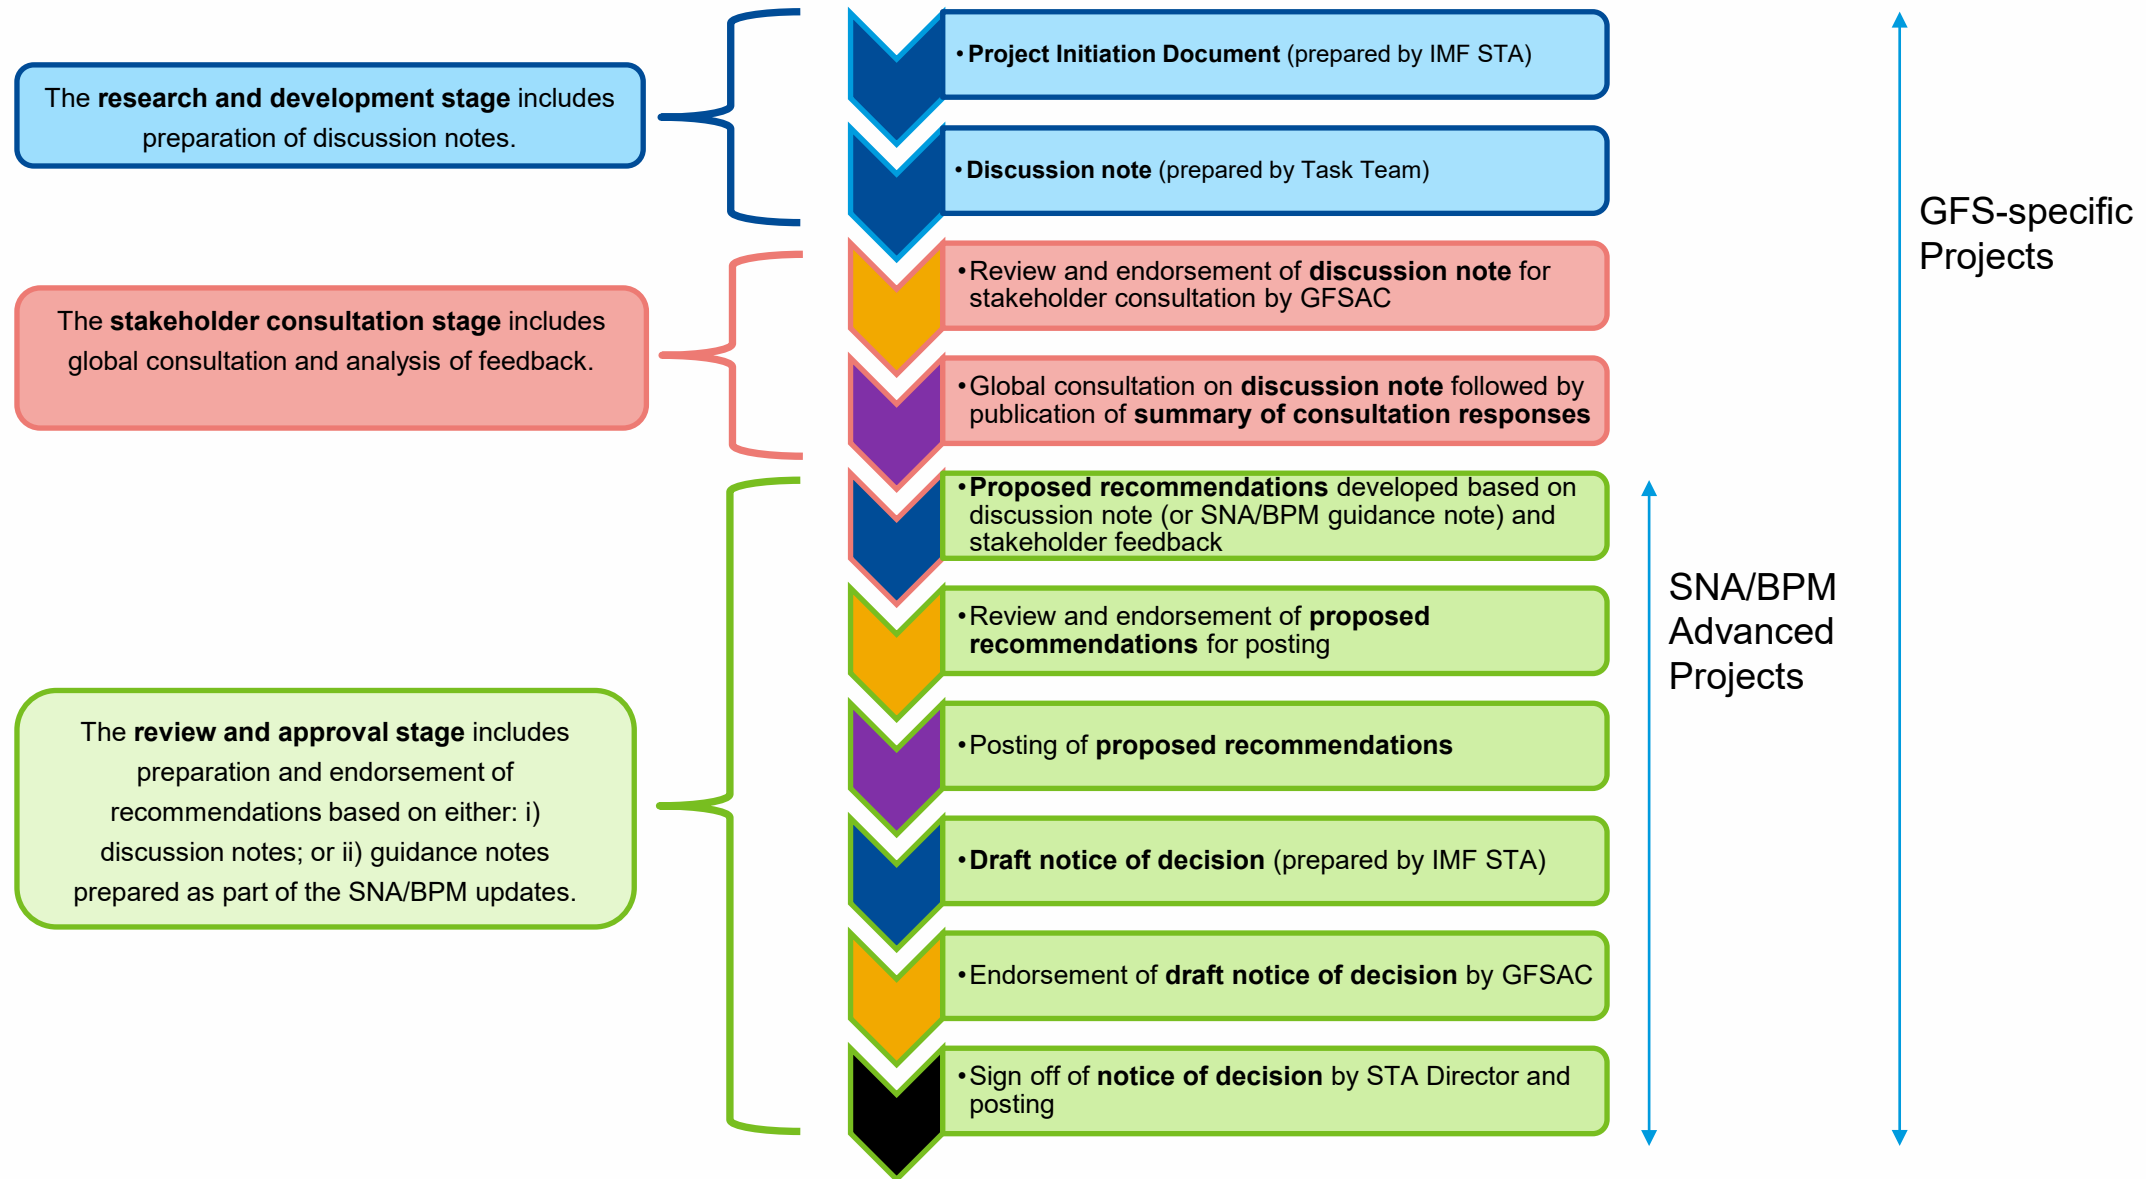 The research and development stage includes
preparation of discussion notes.
The stakeholder consultation stage includes
global consultation and analysis of feedback.
The review and approval stage includes
preparation and endorsement of
recommendations based on either: i)
discussion notes; or ii) guidance notes
prepared as part of the SNA/BPM updates.
•Project Initiation Document (prepared by IMF STA)
•Discussion note (prepared by Task Team)
•Review and endorsement of discussion note for
stakeholder consultation by GFSAC
•Global consultation on discussion note followed by
publication of summary of consultation responses
•Proposed recommendations developed based on
discussion note (or SNA/BPM guidance note) and
stakeholder feedback
•Review and endorsement of proposed
recommendations for posting
•Posting of proposed recommendations
•Draft notice of decision (prepared by IMF STA)
•Endorsement of draft notice of decision by GFSAC
•Sign off of notice of decision by STA Director and
posting
SNA/BPM
Advanced
Projects
GFS-specific
Projects